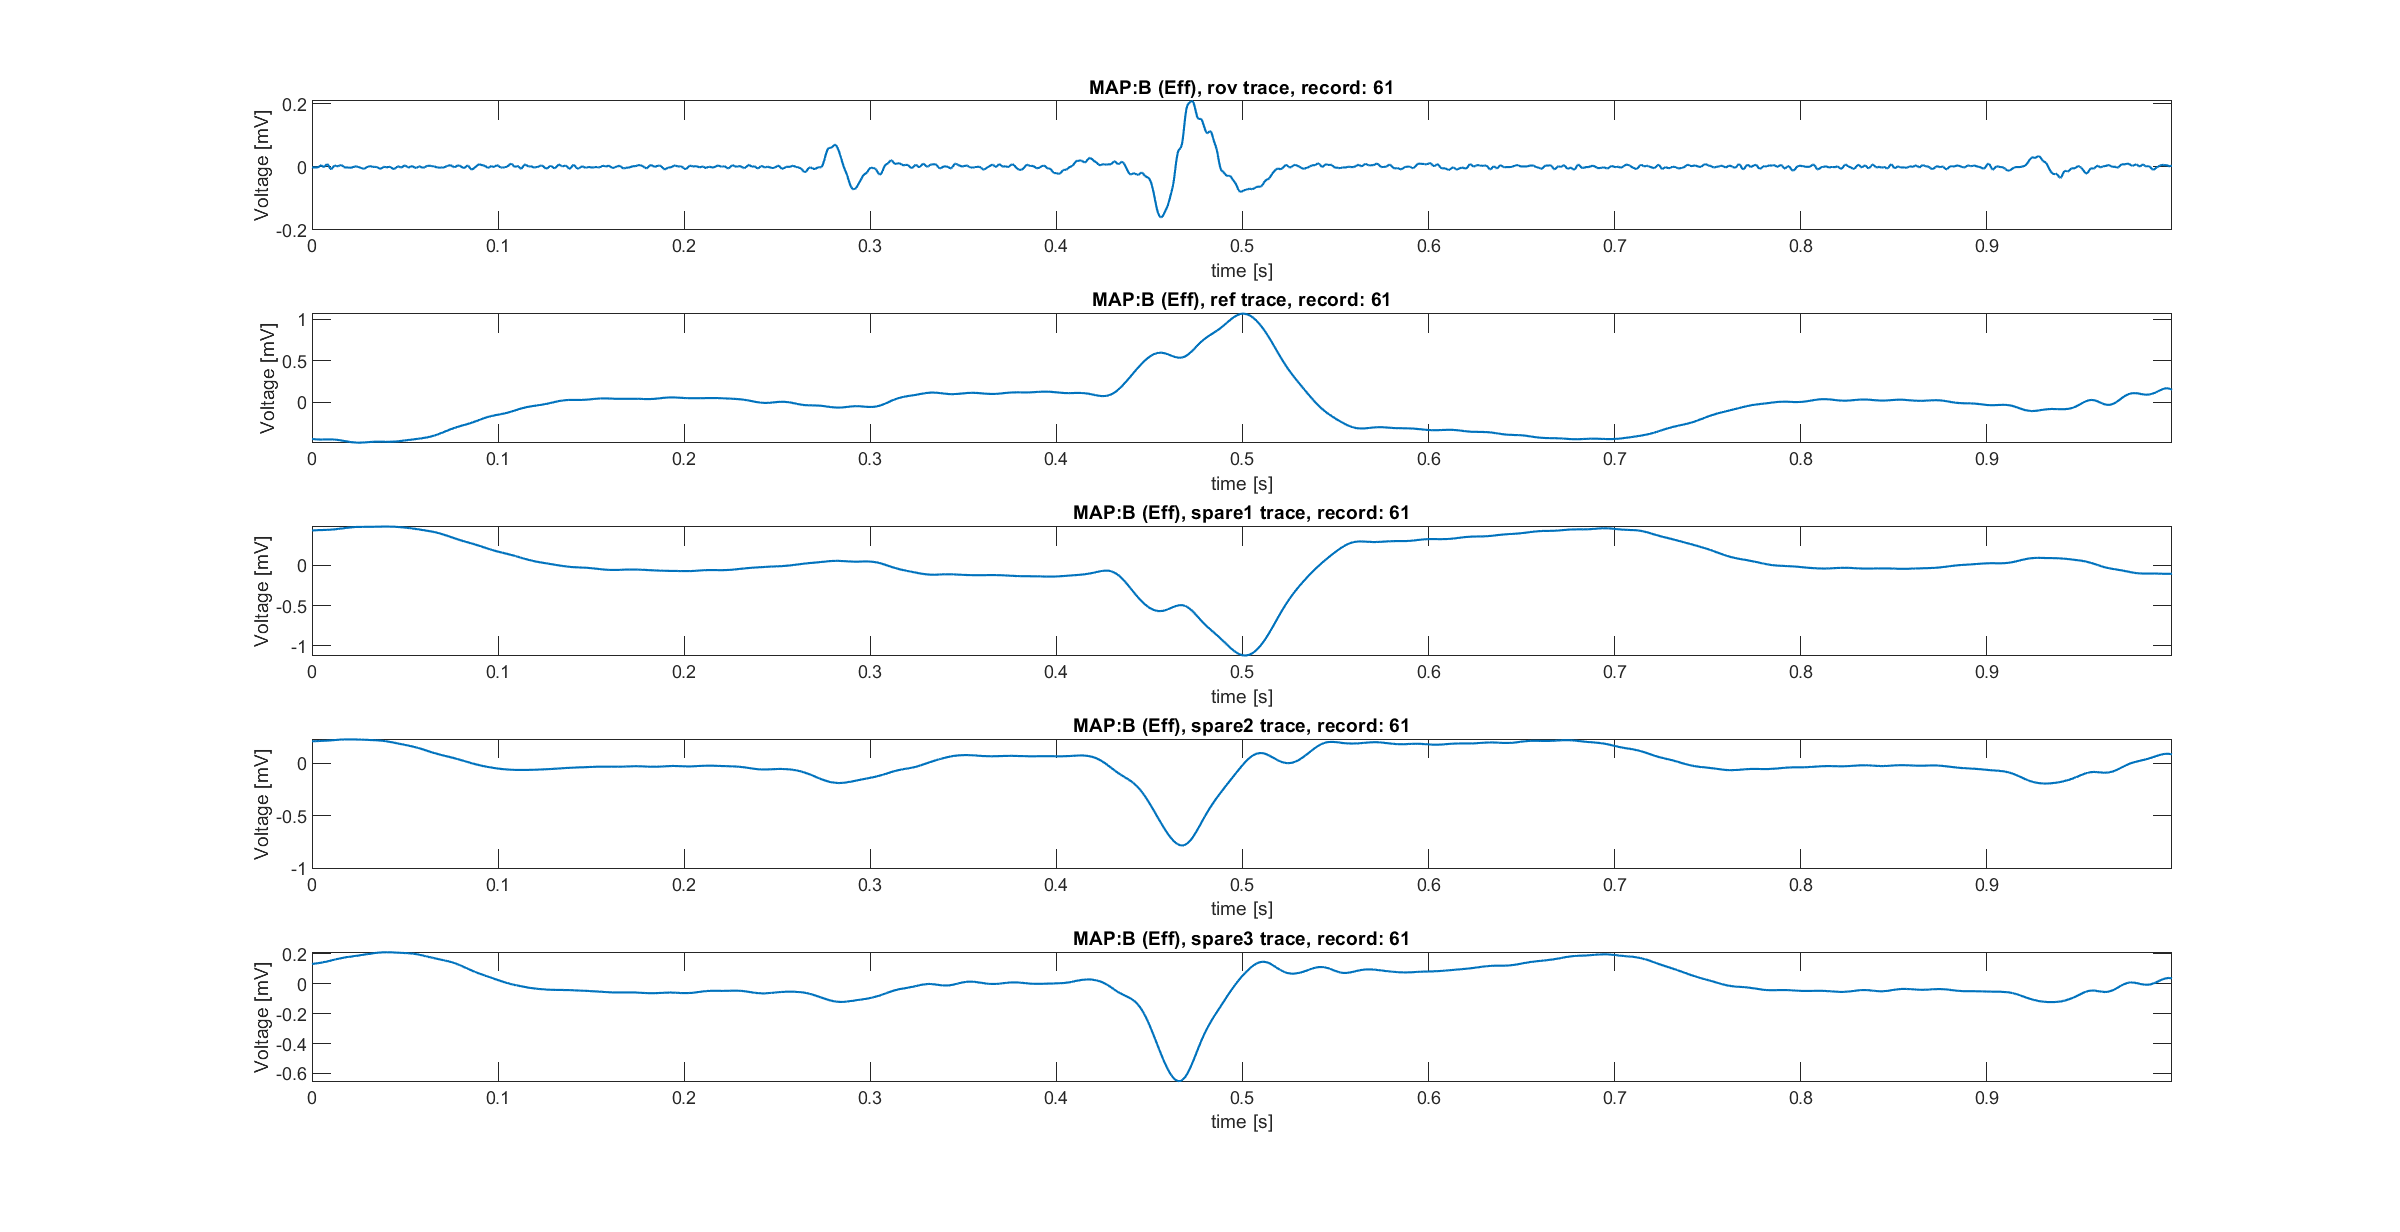 MAP:B (Eff), rov trace, record: 61
Voltage [mV]
0.2
0
-0.2
0 0.1 0.2 0.3 0.4 0.5 0.6 0.7 0.8 0.9
time [s]
MAP:B (Eff), ref trace, record: 61
Voltage [mV]
1
0.5
0
0 0.1 0.2 0.3 0.4 0.5 0.6 0.7 0.8 0.9
time [s]
MAP:B (Eff), spare1 trace, record: 61
Voltage [mV]
0
-0.5
-1
0 0.1 0.2 0.3 0.4 0.5 0.6 0.7 0.8 0.9
time [s]
MAP:B (Eff), spare2 trace, record: 61
Voltage [mV]
0
-0.5
-1
0 0.1 0.2 0.3 0.4 0.5 0.6 0.7 0.8 0.9
time [s]
MAP:B (Eff), spare3 trace, record: 61
Voltage [mV]
0.2
0
-0.2
-0.4
-0.6
0 0.1 0.2 0.3 0.4 0.5 0.6 0.7 0.8 0.9
time [s]